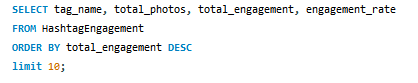 SELECT tag_name, total_photos, total_engagement, engagement_rate
FROM HashtagEngagement
ORDER BY total_engagement DESC
limit 10;